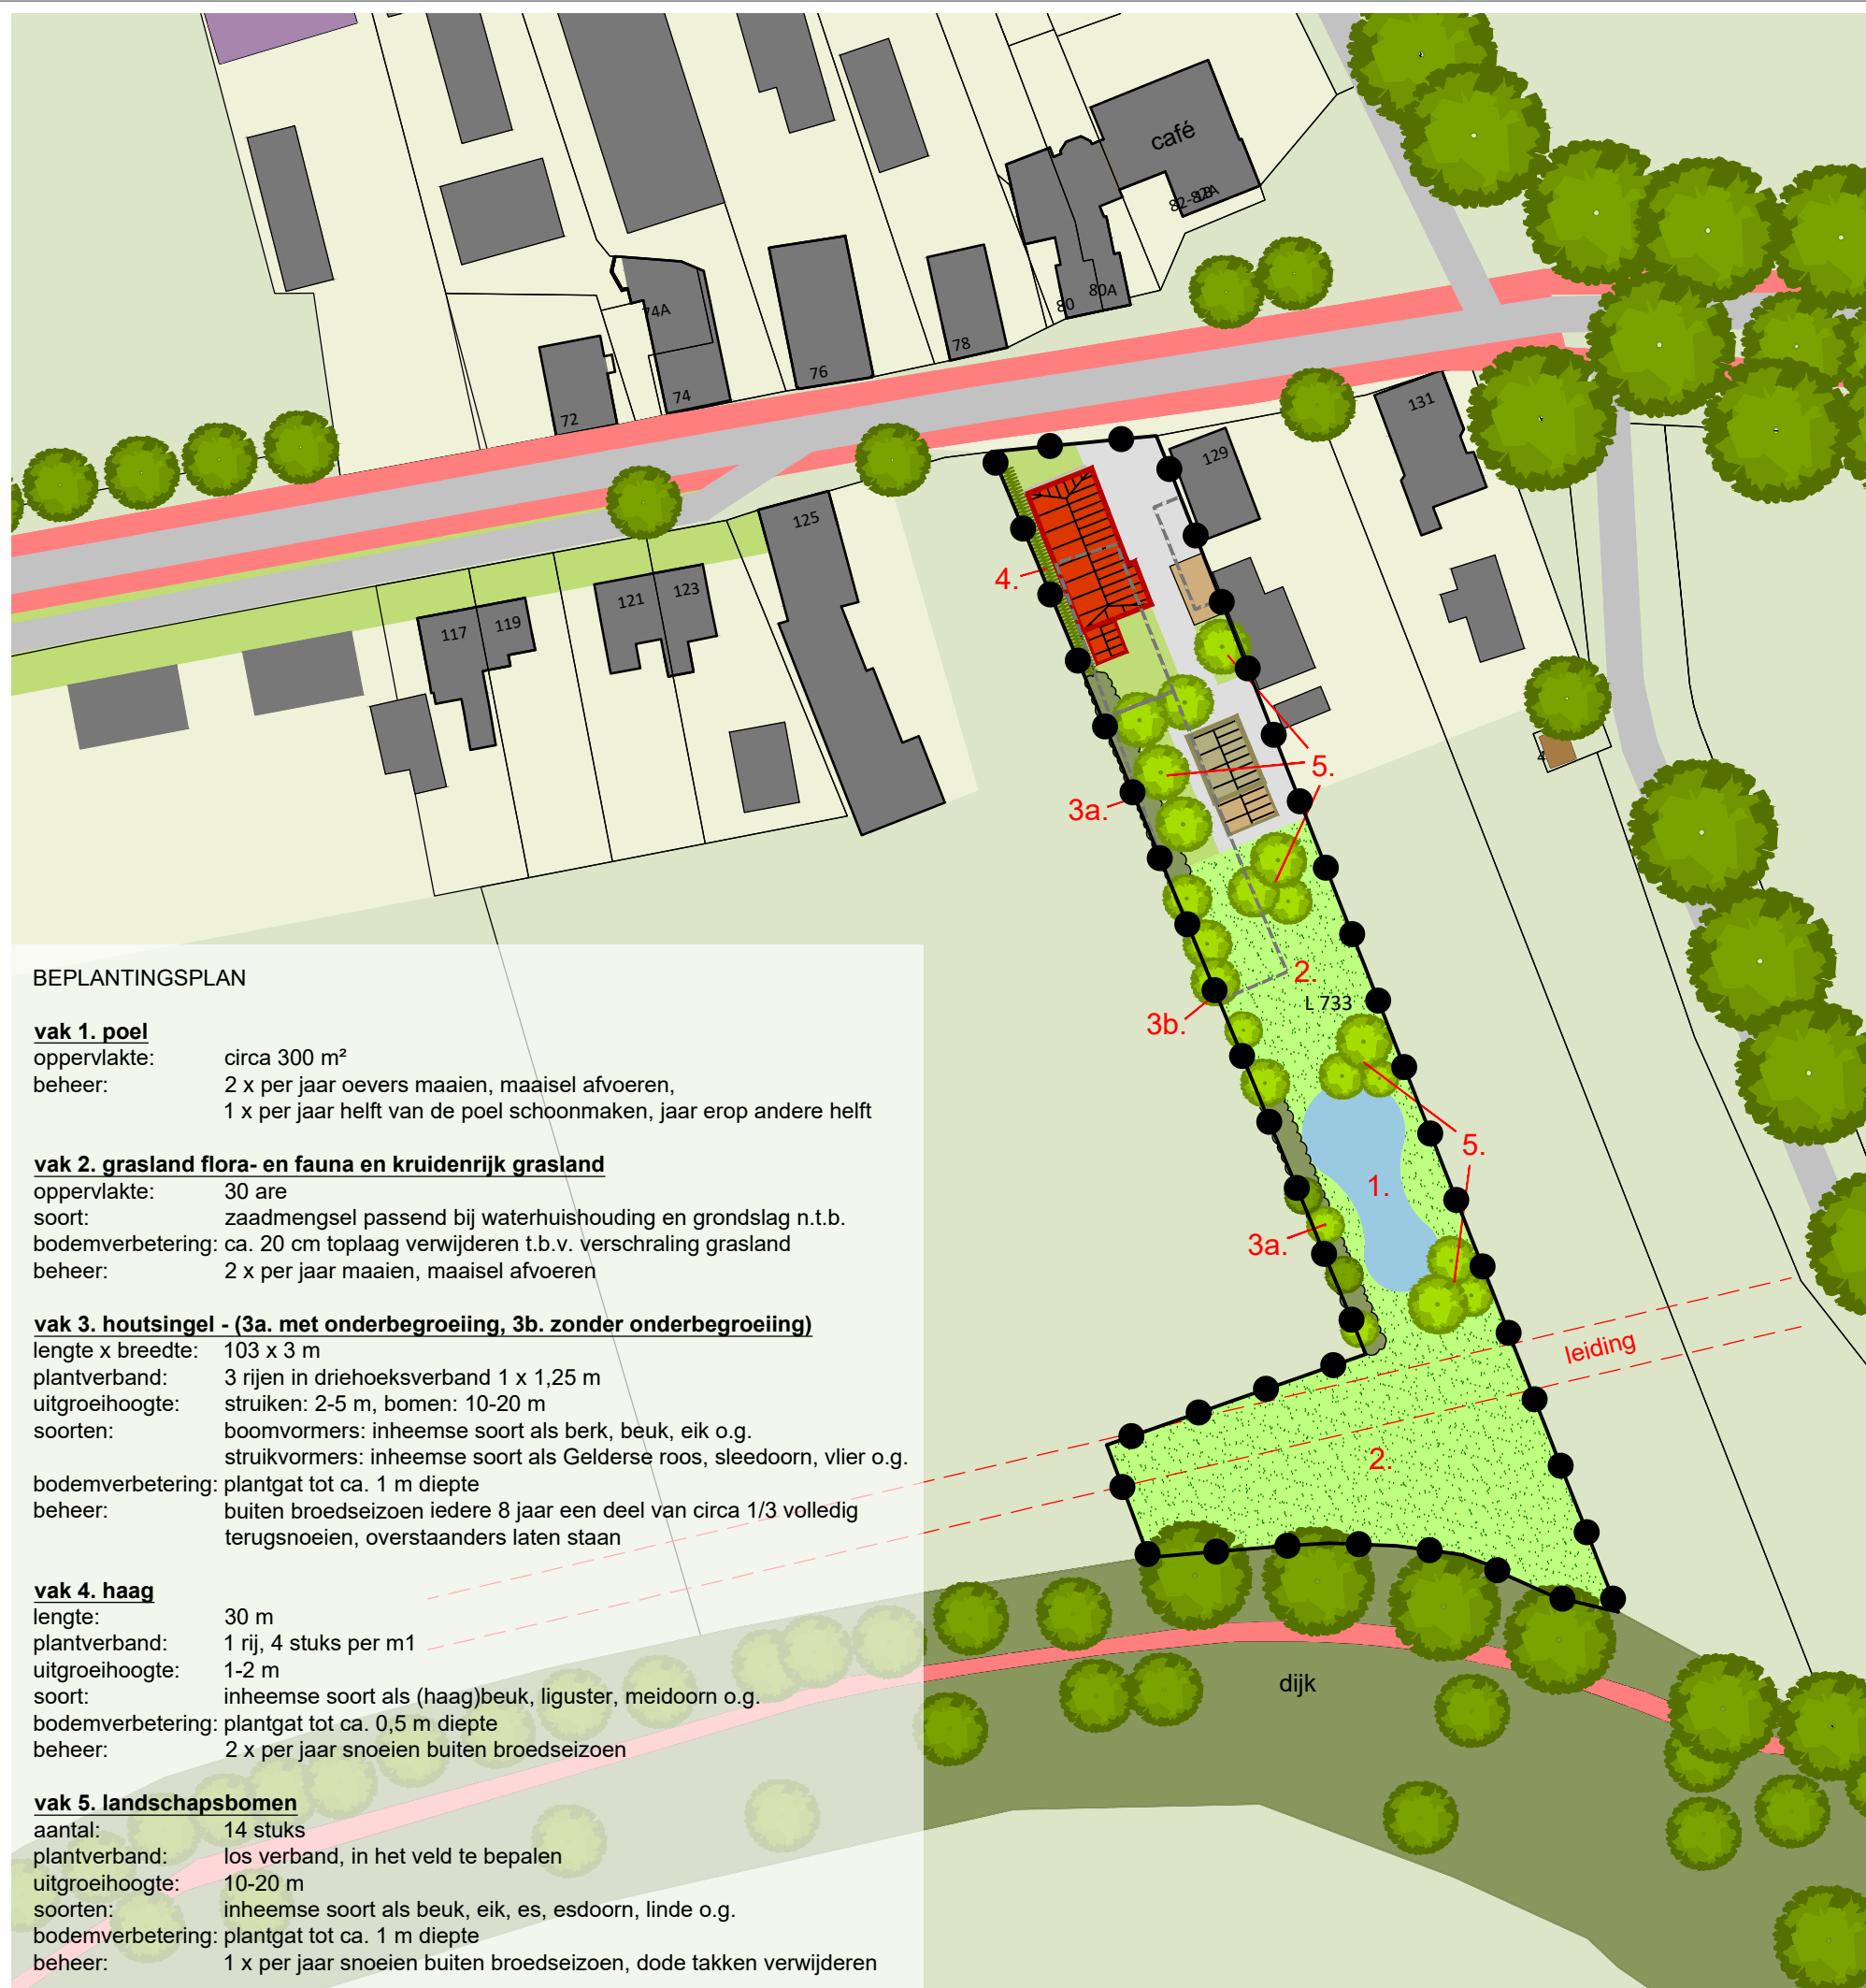 café
82-82B
74A
80
80A
78
76
74
72
131
129
125
123
121
119
117
4
4.
5.
3a.
2.
L 733
3b.
5.
1.
3a.
leiding
2.
dijk
BEPLANTINGSPLAN
vak 1. poel
oppervlakte: circa 300 m²
beheer: 2 x per jaar oevers maaien, maaisel afvoeren,
1 x per jaar helft van de poel schoonmaken, jaar erop andere helft
vak 2. grasland flora- en fauna en kruidenrijk grasland
oppervlakte: 30 are
soort: zaadmengsel passend bij waterhuishouding en grondslag n.t.b.
bodemverbetering: ca. 20 cm toplaag verwijderen t.b.v. verschraling grasland
beheer: 2 x per jaar maaien, maaisel afvoeren
vak 3. houtsingel - (3a. met onderbegroeiing, 3b. zonder onderbegroeiing)
lengte x breedte: 103 x 3 m
plantverband: 3 rijen in driehoeksverband 1 x 1,25 m
uitgroeihoogte: struiken: 2-5 m, bomen: 10-20 m
soorten: boomvormers: inheemse soort als berk, beuk, eik o.g.
struikvormers: inheemse soort als Gelderse roos, sleedoorn, vlier o.g.
bodemverbetering: plantgat tot ca. 1 m diepte
beheer: buiten broedseizoen iedere 8 jaar een deel van circa 1/3 volledig
terugsnoeien, overstaanders laten staan
vak 4. haag
lengte: 30 m
plantverband: 1 rij, 4 stuks per m1
uitgroeihoogte: 1-2 m
soort: inheemse soort als (haag)beuk, liguster, meidoorn o.g.
bodemverbetering: plantgat tot ca. 0,5 m diepte
beheer: 2 x per jaar snoeien buiten broedseizoen
vak 5. landschapsbomen
aantal: 14 stuks
plantverband: los verband, in het veld te bepalen
uitgroeihoogte: 10-20 m
soorten: inheemse soort als beuk, eik, es, esdoorn, linde o.g.
bodemverbetering: plantgat tot ca. 1 m diepte
beheer: 1 x per jaar snoeien buiten broedseizoen, dode takken verwijderen